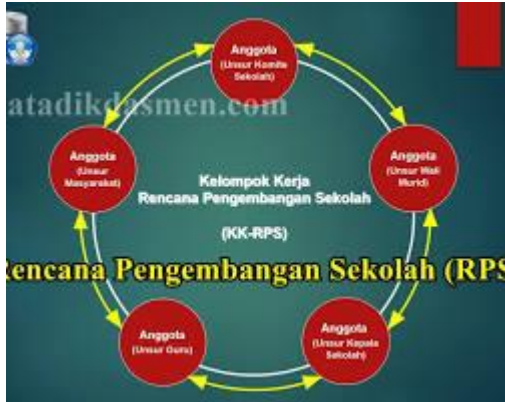 Anggota
(Unsur Komite
Sekolah)
atadikdasmen.com
Anggota
(Unsur
Masyarakat)
Anggota
(Unsur Wali
Murid)
Kelompok Kerja
Rencana Pengembangan Sekolah
(KK-RPS)
Rencana Pengembangan Sekolah (RPS
Anggota
(Unsur Guru)
Anggota
(Unsur Kepala
Sekolah)